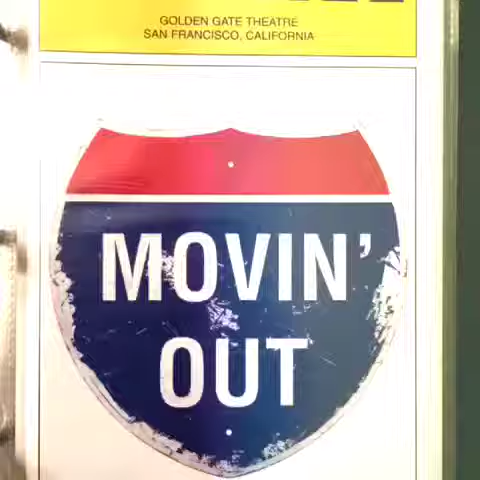 GOLDEN GATE THEATRE
SAN FRANCISCO, CALIFORNIA
MOVIN'
OUT